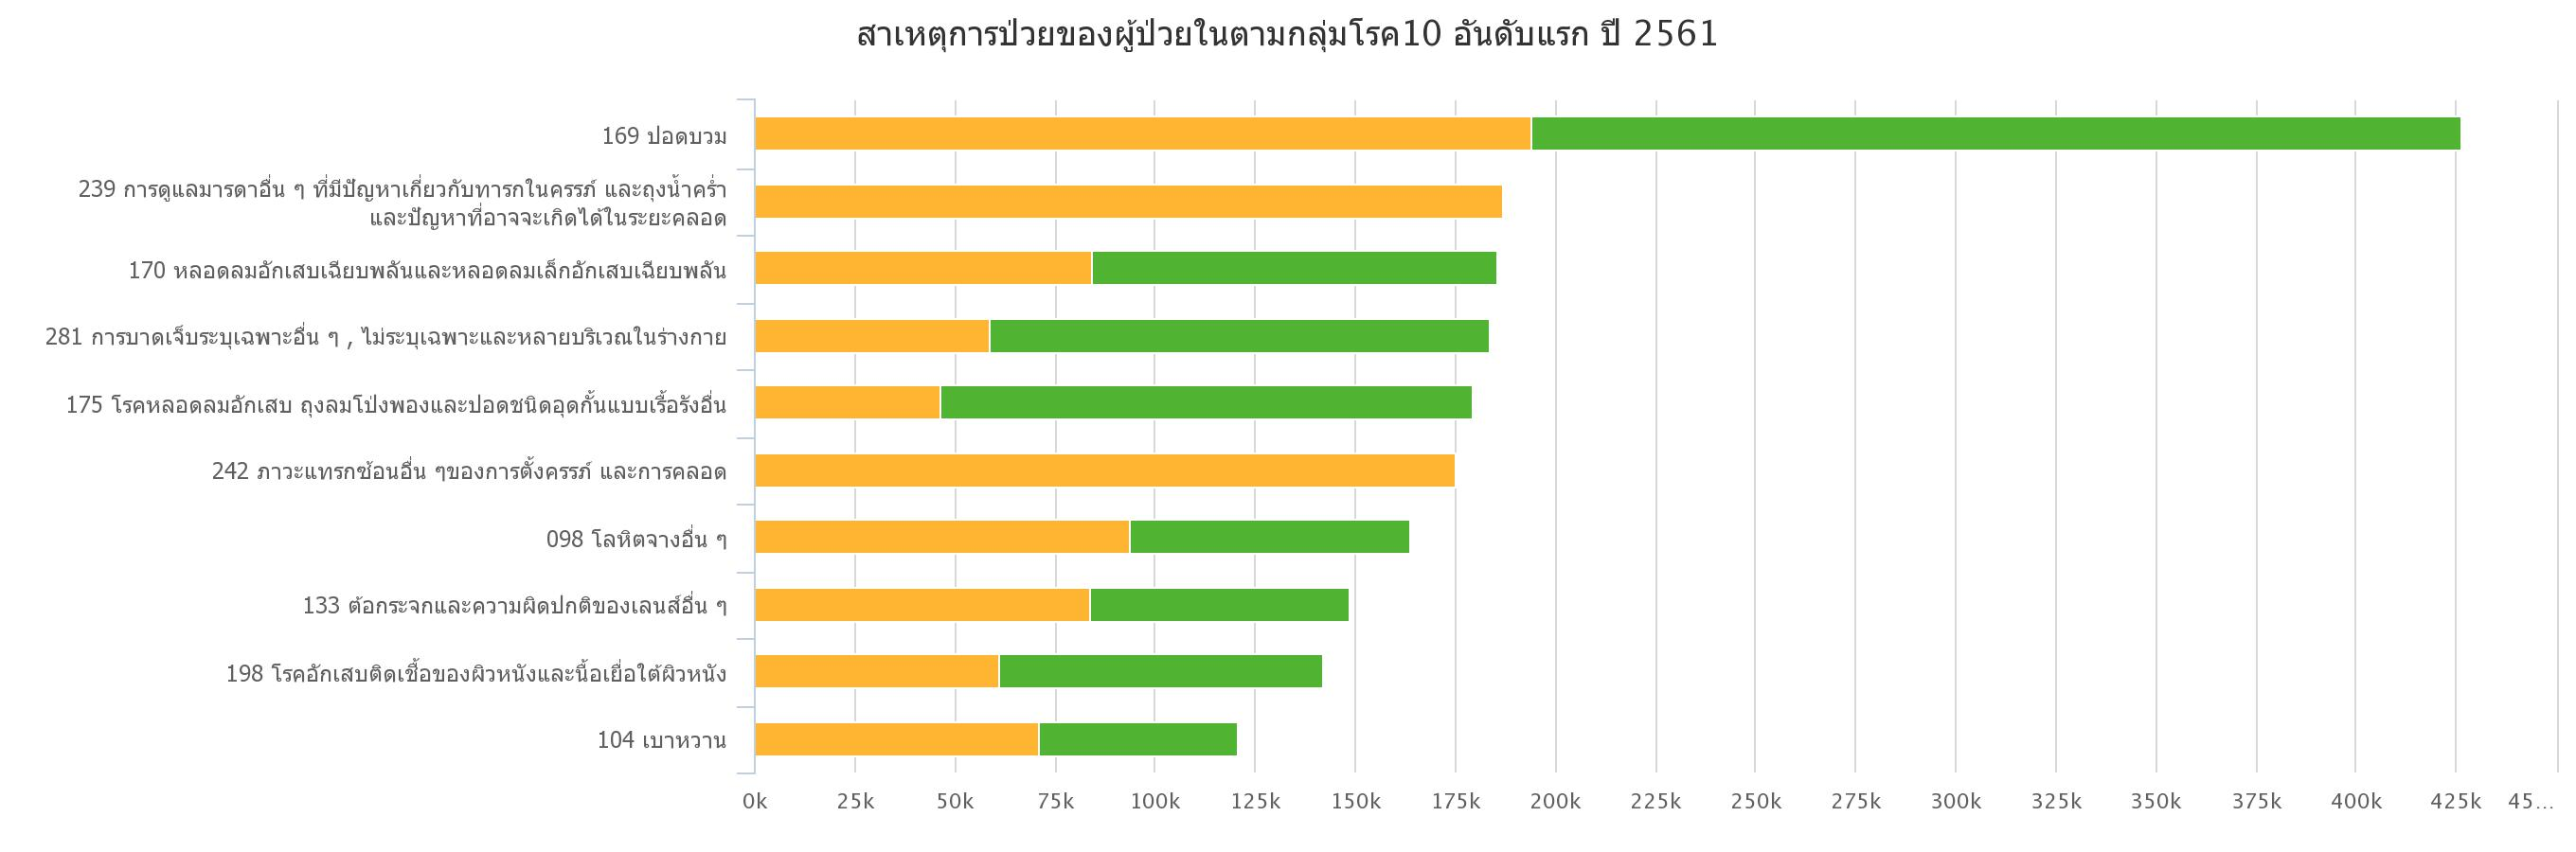 สาเหตุการป่วยของผู้ป่วยในตามกลุ่มโรค10 อันดับแรก ปี 2561
169 ปอดบวม
239 การดูแลมารดาอื่น ๆ ที่มีปัญหาเกี่ยวกับทารกในครรภ์ และถุงน้ำคร่ำ
และปัญหาที่อาจจะเกิดได้ในระยะคลอด
170 หลอดลมอักเสบเฉียบพลันและหลอดลมเล็กอักเสบเฉียบพลัน
281 การบาดเจ็บระบุเฉพาะอื่น ๆ , ไม่ระบุเฉพาะและหลายบริเวณในร่างกาย
175 โรคหลอดลมอักเสบ ถุงลมโป่งพองและปอดชนิดอุดกั้นแบบเรื้อรังอื่น
242 ภาวะแทรกซ้อนอื่น ๆของการตั้งครรภ์ และการคลอด
098 โลหิตจางอื่น ๆ
133 ต้อกระจกและความผิดปกติของเลนส์อื่น ๆ
198 โรคอักเสบติดเชื้อของผิวหนังและนี้อเยื่อใต้ผิวหนัง
104 เบาหวาน
0k 25k 50k 75k 100k 125k 150k 175k 200k 225k 250k 275k 300k 325k 350k 375k 400k 425k 45...